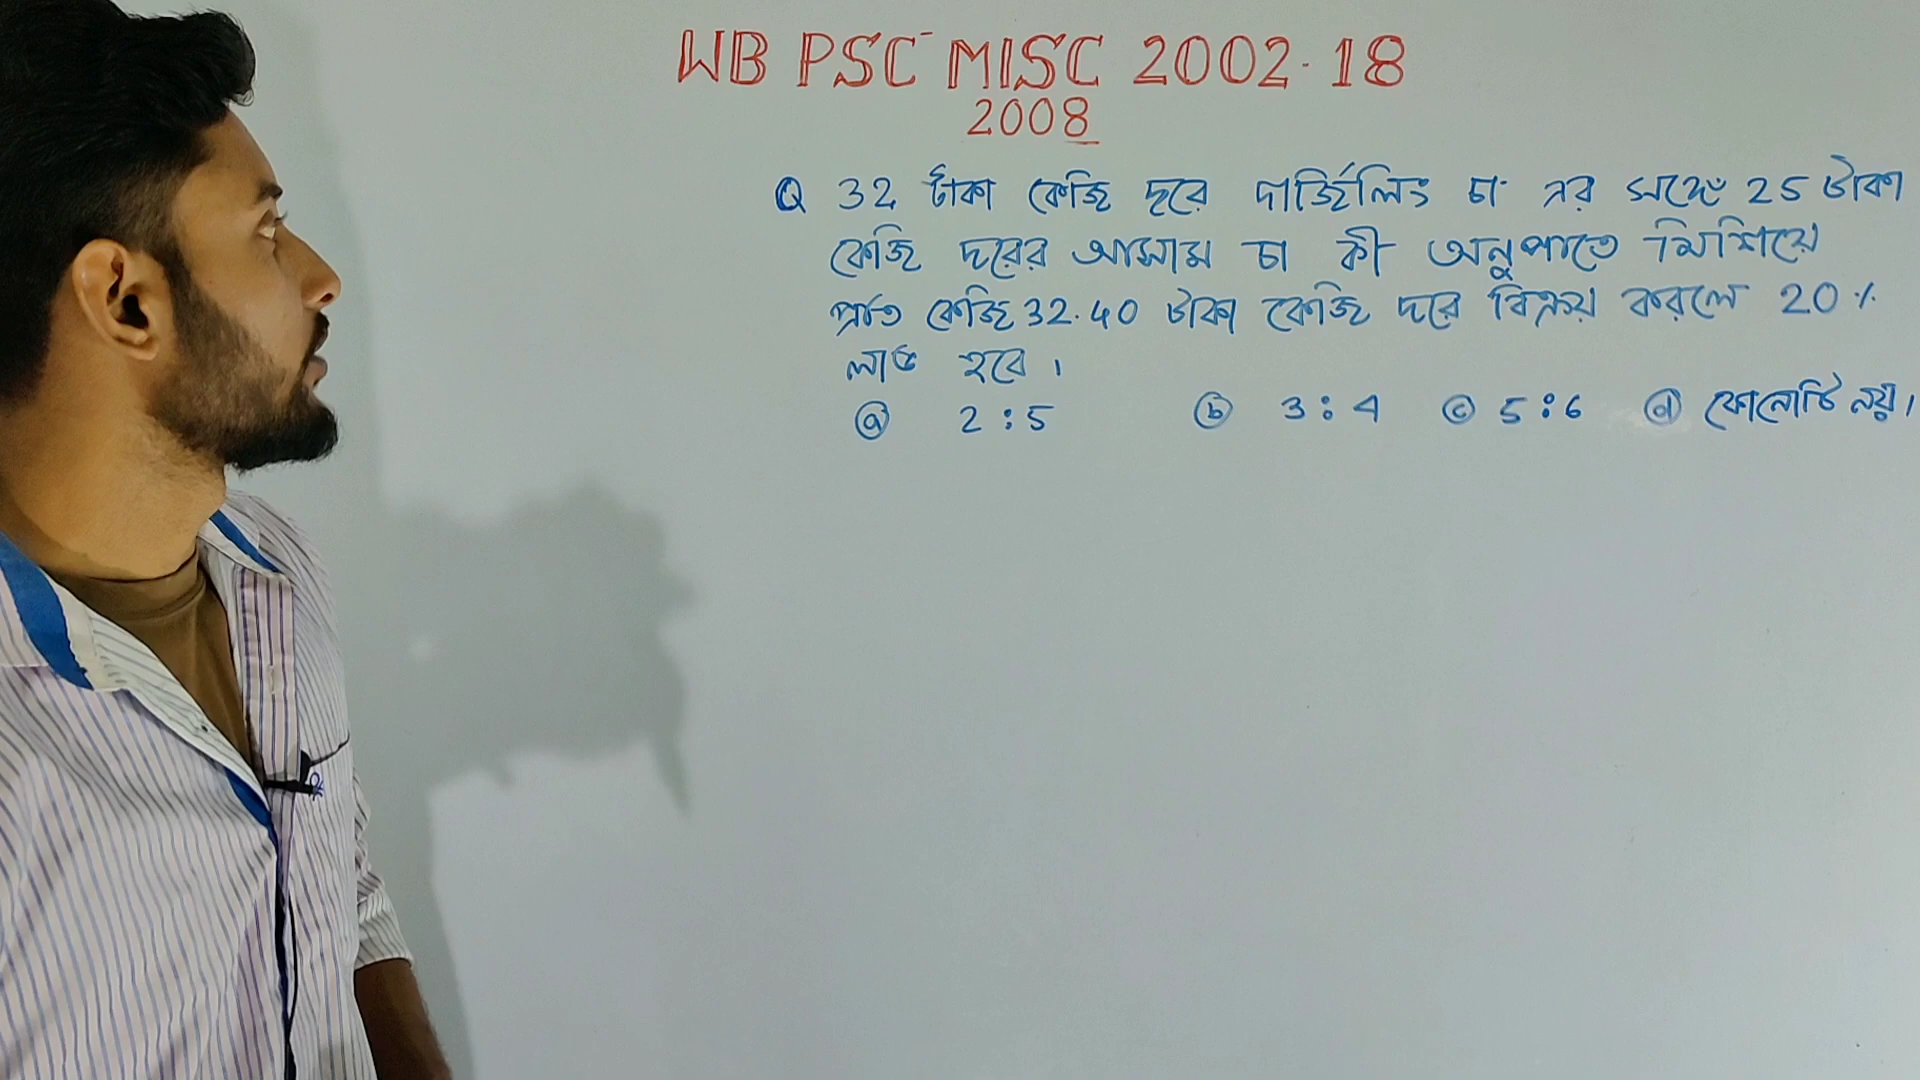 WB PSC MISC 2002-18
2008
Q 32 টাকা কেজি দরে দার্জিলিং চা এর সঙ্গে 25 টাকা
কেজি দরের আসাম চা কী অনুপাতে মিশিয়ে
প্রতি কেজি 32.40 টাকা কেজি দরে বিক্রয় করলে 20%
লাভ হবে।
ⓐ 2:5 ⓑ 3:4 ⓒ 5:6 ⓓ কোনোটি নয়।